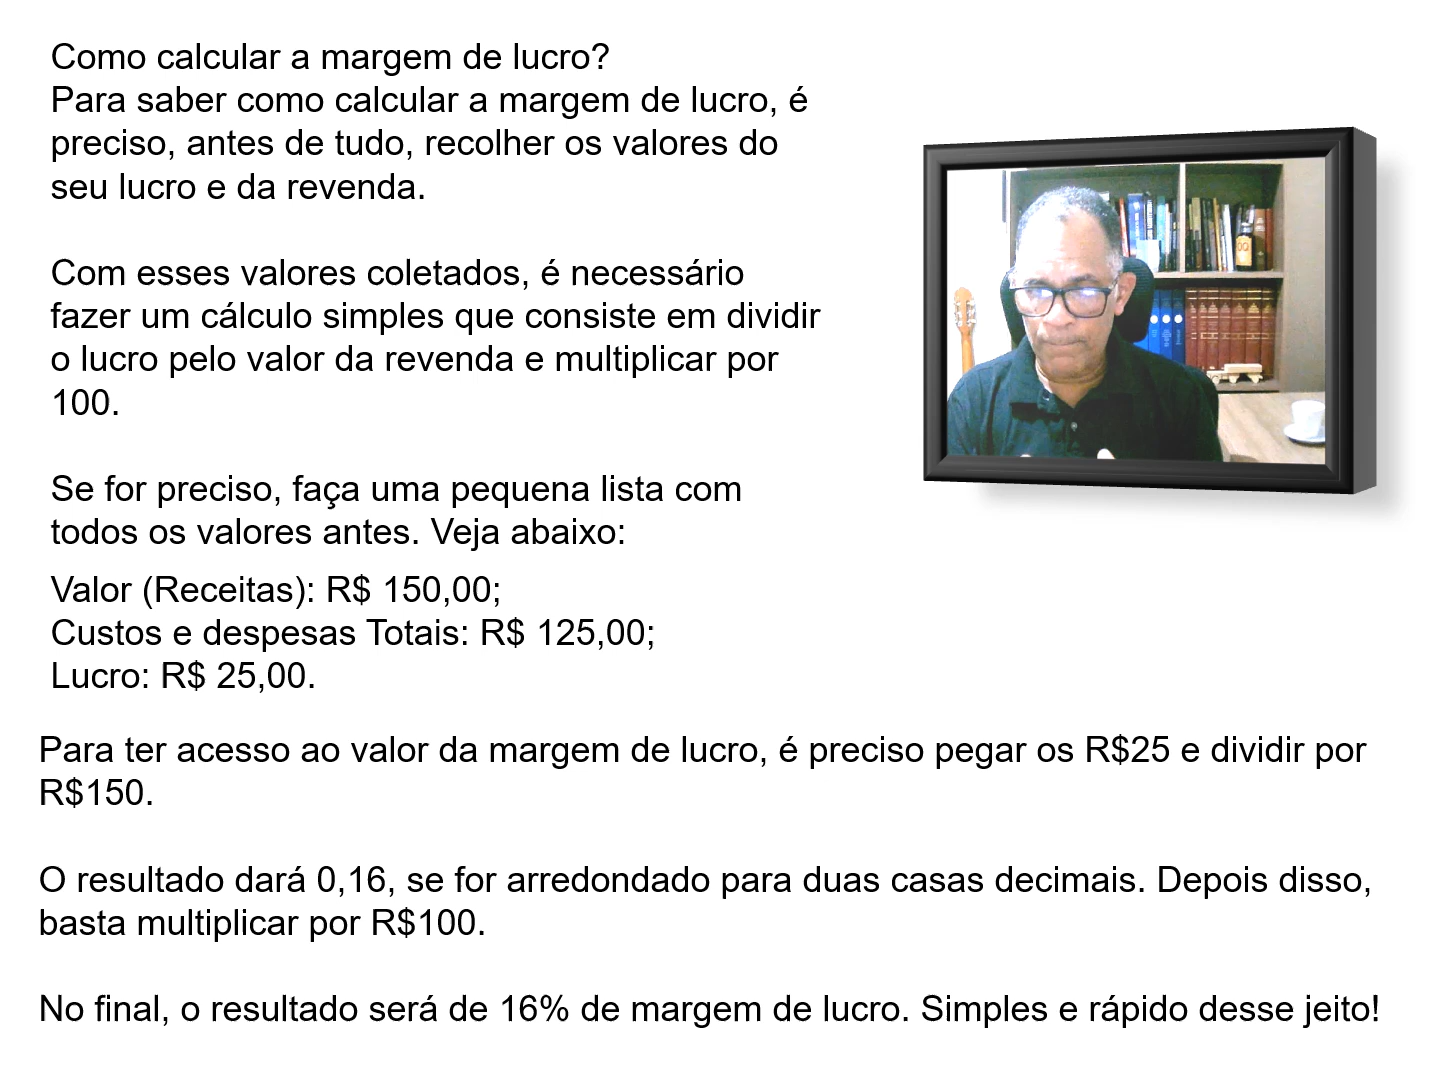 Como calcular a margem de lucro?
Para saber como calcular a margem de lucro, é
preciso, antes de tudo, recolher os valores do
seu lucro e da revenda.
Com esses valores coletados, é necessário
fazer um cálculo simples que consiste em dividir
o lucro pelo valor da revenda e multiplicar por
100.
Se for preciso, faça uma pequena lista com
todos os valores antes. Veja abaixo:
Valor (Receitas): R$ 150,00;
Custos e despesas Totais: R$ 125,00;
Lucro: R$ 25,00.
Para ter acesso ao valor da margem de lucro, é preciso pegar os R$25 e dividir por
R$150.
O resultado dará 0,16, se for arredondado para duas casas decimais. Depois disso,
basta multiplicar por R$100.
No final, o resultado será de 16% de margem de lucro. Simples e rápido desse jeito!